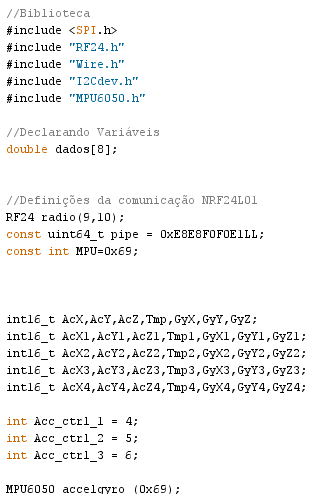 //Biblioteca
#include <SPI.h>
#include "RF24.h"
#include "Wire.h"
#include "I2Cdev.h"
#include "MPU6050.h"
//Declarando Variáveis
double dados[8];
//Definições da comunicação NRF24L01
RF24 radio(9,10);
const uint64_t pipe = 0xE8E8F0F0E1LL;
const int MPU=0x69;
int16_t AcX,AcY,AcZ,Tmp,GyX,GyY,GyZ;
int16_t AcX1,AcY1,AcZ1,Tmp1,GyX1,GyY1,GyZ1;
int16_t AcX2,AcY2,AcZ2,Tmp2,GyX2,GyY2,GyZ2;
int16_t AcX3,AcY3,AcZ3,Tmp3,GyX3,GyY3,GyZ3;
int16_t AcX4,AcY4,AcZ4,Tmp4,GyX4,GyY4,GyZ4;
int Acc_ctrl_1 = 4;
int Acc_ctrl_2 = 5;
int Acc_ctrl_3 = 6;
MPU6050 accelgyro (0x69);